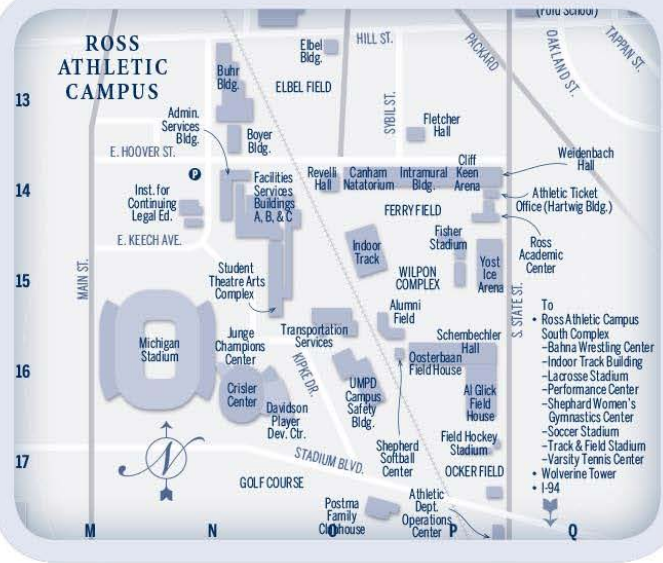 (Ford School)
ROSS
ATHLETIC
CAMPUS
HILL ST.
PACKARD
OAKLAND ST.
TAPPAN ST.
Elbel
Bldg.
Buhr
Bldg.
ELBEL FIELD
SYBIL ST.
13
Admin.
Services
Bldg.
Boyer
Bldg.
Fletcher
Hall
E. HOOVER ST.
P
Facilities
Services
Buildings
A, B, & C
Revelli
Hall
Canham
Natatorium
Intramural
Bldg.
Cliff
Keen
Arena
Weidenbach
Hall
14
Inst. for
Continuing
Legal Ed.
FERRY FIELD
Athletic Ticket
Office (Hartwig Bldg.)
E. KEECH AVE.
Indoor
Track
Fisher
Stadium
Ross
Academic
Center
MAIN ST.
15
Student
Theatre Arts
Complex
WILPON
COMPLEX
Yost
Ice
Arena
S. STATE ST.
Alumni
Field
Michigan
Stadium
Junge
Champions
Center
Transportation
Services
Schembechler
Hall
16
Crisler
Center
KIPKE DR.
Oosterbaan
Field House
UMPD
Campus
Safety
Bldg.
Al Glick
Field
House
Davidson
Player
Dev. Ctr.
To
• Ross Athletic Campus
South Complex
–Bahna Wrestling Center
–Indoor Track Building
–Lacrosse Stadium
–Performance Center
–Shephard Women's
Gymnastics Center
–Soccer Stadium
–Track & Field Stadium
–Varsity Tennis Center
• Wolverine Tower
• I-94
17
N
STADIUM BLVD.
Shepherd
Softball
Center
Field Hockey
Stadium
OCKER FIELD
GOLF COURSE
Postma
Family
Clubhouse
Athletic
Dept.
Operations
Center
M
N
O
P
Q